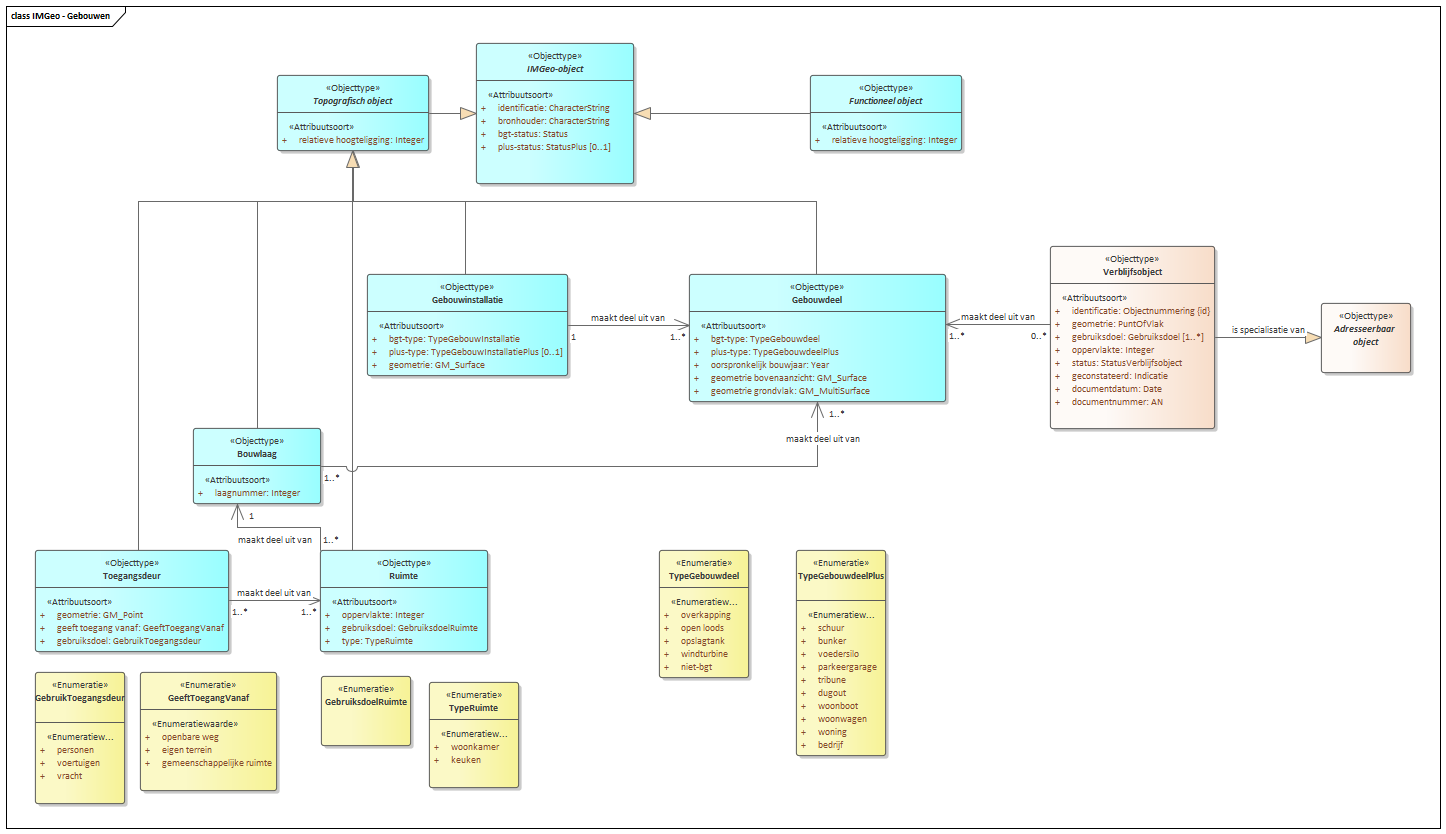 class IMGeo - Gebouwen
«Objecttype»
IMGeo-object
«Attribuutsoort»
+ identificatie: CharacterString
+ bronhouder: CharacterString
+ bgt-status: Status
+ plus-status: StatusPlus [0..1]
«Objecttype»
Topografisch object
«Attribuutsoort»
+ relatieve hoogteligging: Integer
«Objecttype»
Functioneel object
«Attribuutsoort»
+ relatieve hoogteligging: Integer
«Objecttype»
Gebouwinstallatie
«Attribuutsoort»
+ bgt-type: TypeGebouwInstallatie
+ plus-type: TypeGebouwInstallatiePlus [0..1]
+ geometrie: GM_Surface
maakt deel uit van
1
1..*
«Objecttype»
Gebouwdeel
«Attribuutsoort»
+ bgt-type: TypeGebouwdeel
+ plus-type: TypeGebouwdeelPlus
+ oorspronkelijk bouwjaar: Year
+ geometrie bovenaanzicht: GM_Surface
+ geometrie grondvlak: GM_MultiSurface
maakt deel uit van
1..*
0..*
«Objecttype»
Verblijfsobject
«Attribuutsoort»
+ identificatie: Objectnummering {id}
+ geometrie: PuntOfVlak
+ gebruiksdoel: Gebruiksdoel [1..*]
+ oppervlakte: Integer
+ status: StatusVerblijfsobject
+ geconstateerd: Indicatie
+ documentdatum: Date
+ documentnummer: AN
is specialisatie van
«Objecttype»
Adresseerbaar
object
1..*
maakt deel uit van
«Objecttype»
Bouwlaag
«Attribuutsoort»
+ laagnummer: Integer
1..*
1
maakt deel uit van
1..*
«Objecttype»
Toegangsdeur
«Attribuutsoort»
+ geometrie: GM_Point
+ geeft toegang vanaf: GeeftToegangVanaf
+ gebruiksdoel: GebruikToegangsdeur
maakt deel uit van
1..*
1..*
«Objecttype»
Ruimte
«Attribuutsoort»
+ oppervlakte: Integer
+ gebruiksdoel: GebruiksdoelRuimte
+ type: TypeRuimte
«Enumeratie»
TypeGebouwdeel
«Enumeratiew...
+ overkapping
+ open loods
+ opslagtank
+ windturbine
+ niet-bgt
«Enumeratie»
TypeGebouwdeelPlus
«Enumeratiew...
+ schuur
+ bunker
+ voedersilo
+ parkeergarage
+ tribune
+ dugout
+ woonboot
+ woonwagen
+ woning
+ bedrijf
«Enumeratie»
GebruikToegangsdeur
«Enumeratiew...
+ personen
+ voertuigen
+ vracht
«Enumeratie»
GeeftToegangVanaf
«Enumeratiewaarde»
+ openbare weg
+ eigen terrein
+ gemeenschappelijke ruimte
«Enumeratie»
GebruiksdoelRuimte
«Enumeratie»
TypeRuimte
«Enumeratiew...
+ woonkamer
+ keuken